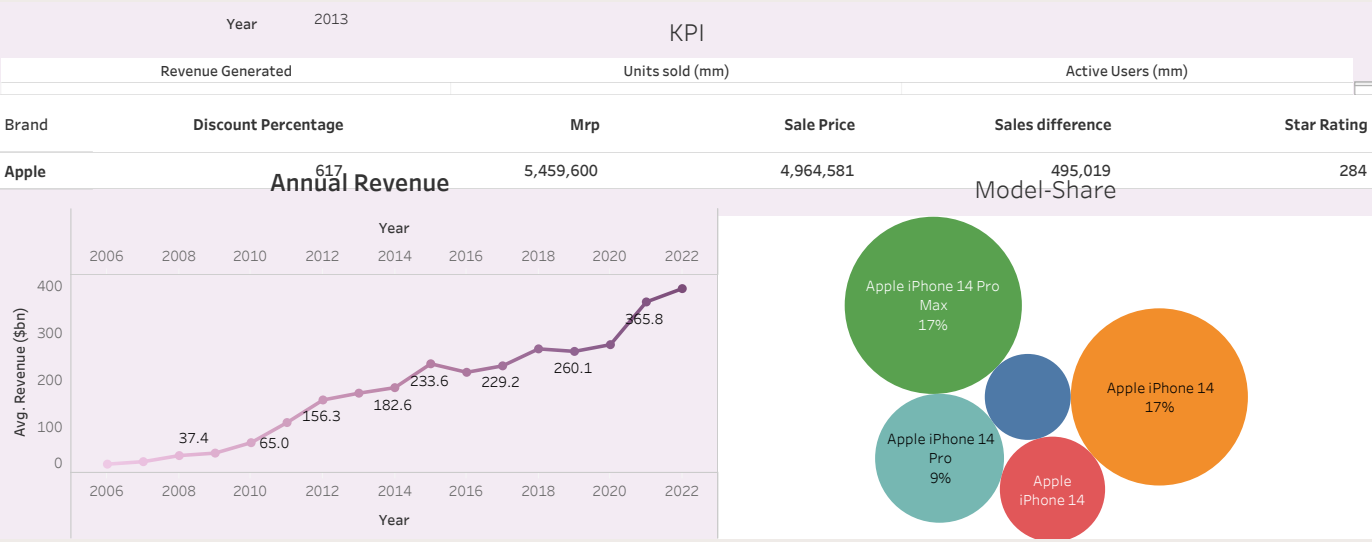 Year 2013
KPI
Revenue Generated Units sold (mm) Active Users (mm)
Brand Discount Percentage Mrp Sale Price Sales difference Star Rating
Apple 617 5,459,600 4,964,581 495,019 284
Annual Revenue
Year
2006 2008 2010 2012 2014 2016 2018 2020 2022
Avg. Revenue ($bn)
400
300
200
100
0
37.4
65.0
156.3
182.6
233.6
229.2
260.1
365.8
2006 2008 2010 2012 2014 2016 2018 2020 2022
Year
Model-Share
Apple iPhone 14 Pro
Max
17%
Apple iPhone 14
17%
Apple iPhone 14
Pro
9%
Apple
iPhone 14